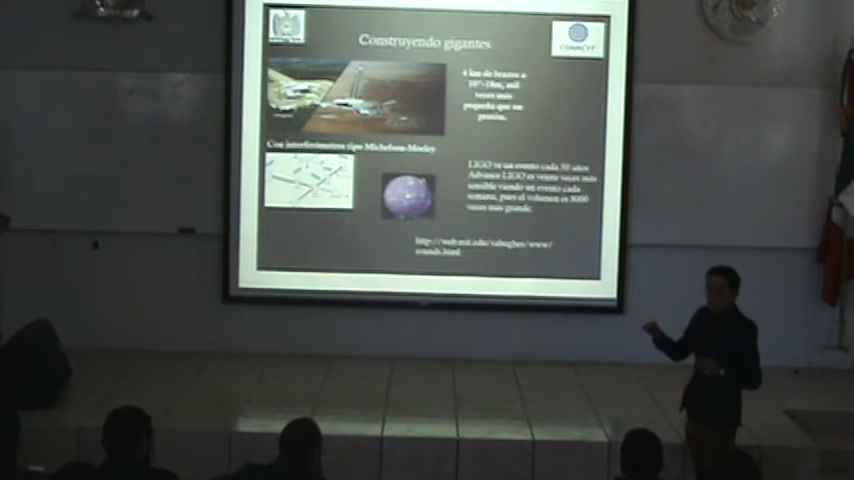 Construyendo gigantes
CONACYT
4 km de brazos a
10^-18m, mil
veces más
pequeña que un
protón.
Con interferómetros tipo Michelson-Morley
LIGO ve un evento cada 50 años
Advance LIGO es veinte veces más
sensible viendo un evento cada
semana, pues el volumen es 8000
veces más grande.
http://web.mit.edu/sahughes/www/
sounds.html